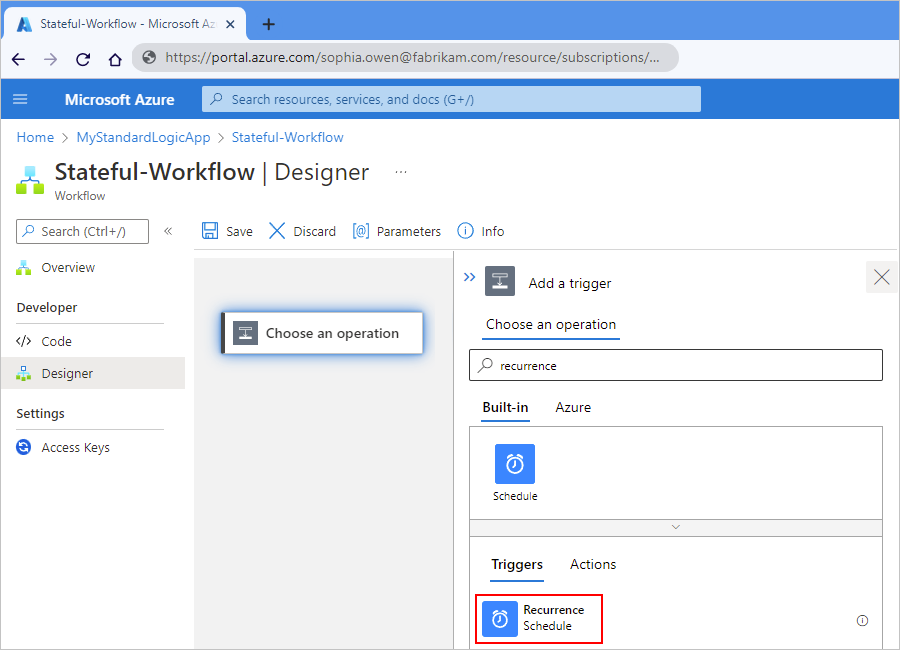 Stateful-Workflow - Microsoft Az
https://portal.azure.com/sophia.owen@fabrikam.com/resource/subscriptions/...
Microsoft Azure
Search resources, services, and docs (G+/)
Home > MyStandardLogicApp > Stateful-Workflow
Stateful-Workflow | Designer ...
Workflow
Search (Ctrl+/)
«
Save
Discard
Parameters
Info
Overview
Developer
Code
Designer
Settings
Access Keys
Choose an operation
Add a trigger
Choose an operation
recurrence
Built-in
Azure
Schedule
Triggers
Actions
Recurrence
Schedule